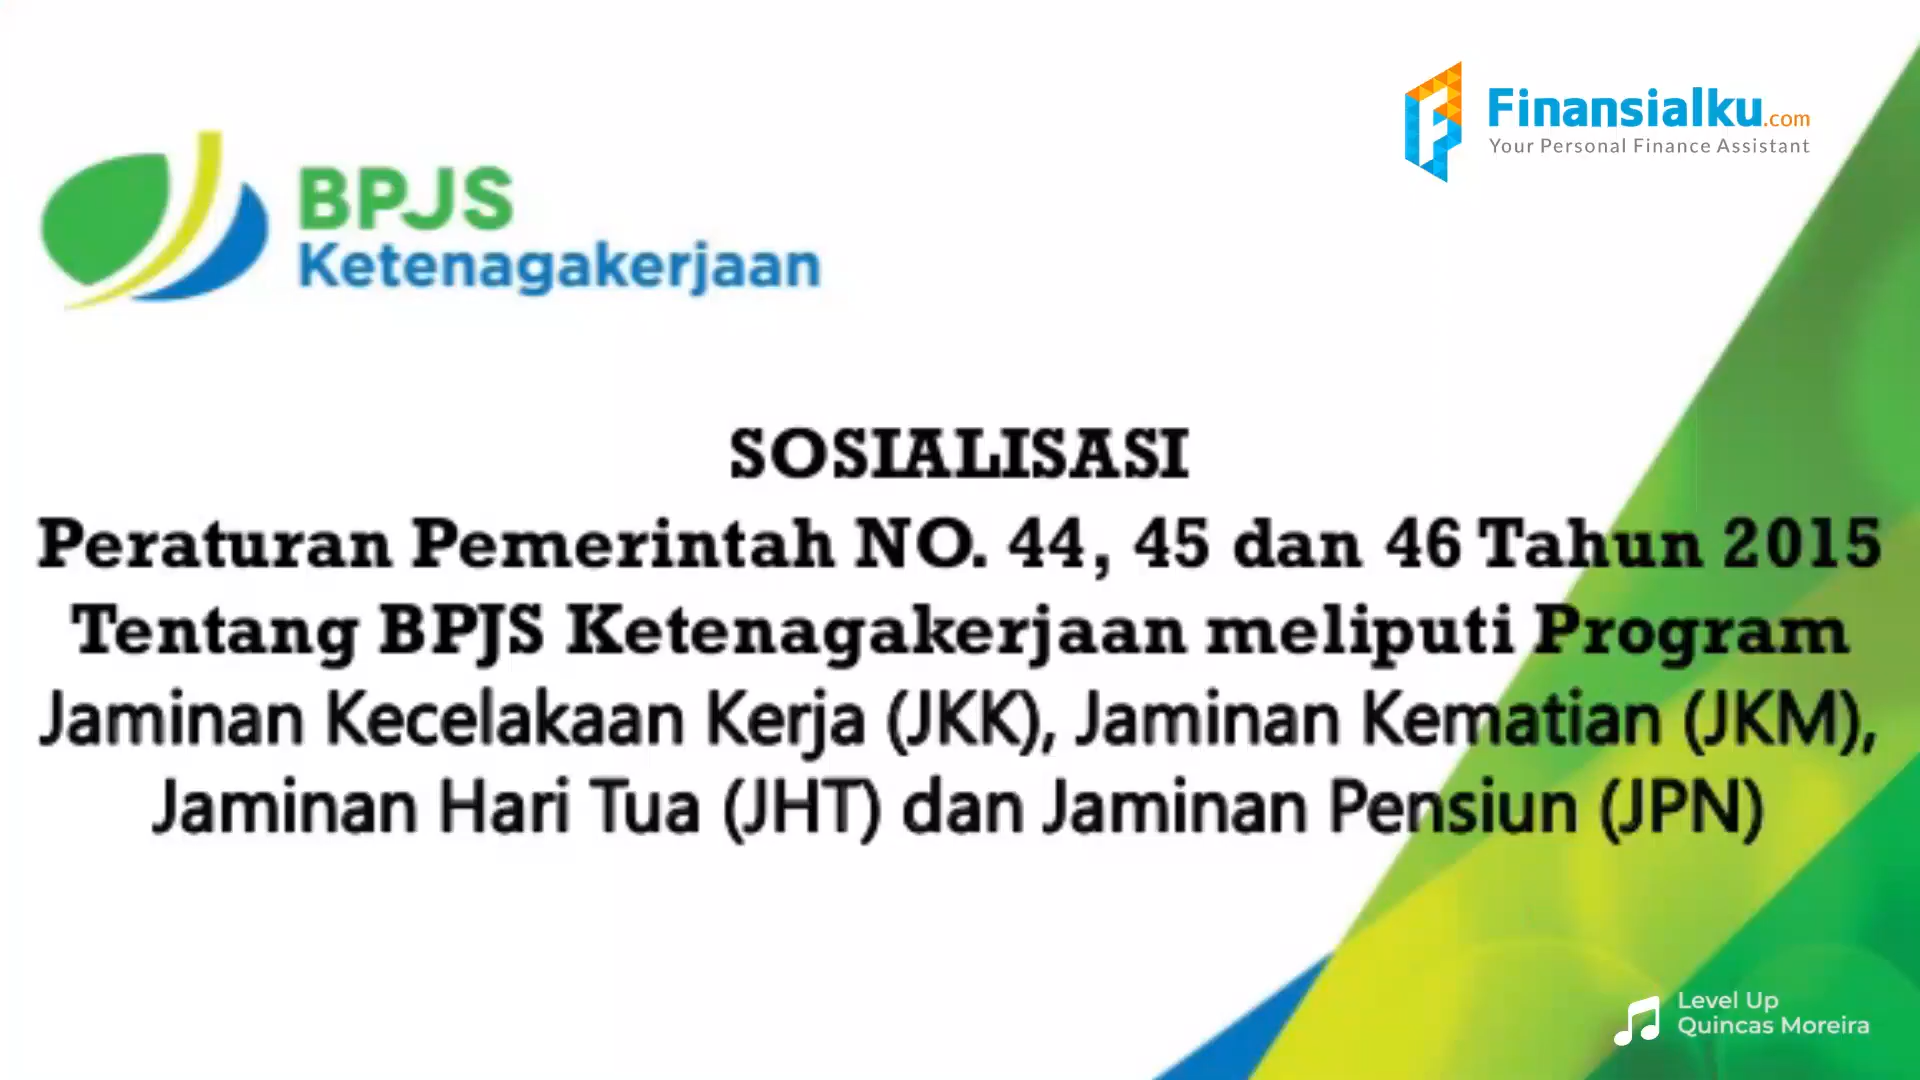 Finansialku.com
Your Personal Finance Assistant
BPJS
Ketenagakerjaan
SOSIALISASI
Peraturan Pemerintah NO. 44, 45 dan 46 Tahun 2015
Tentang BPJS Ketenagakerjaan meliputi Program
Jaminan Kecelakaan Kerja (JKK), Jaminan Kematian (JKM),
Jaminan Hari Tua (JHT) dan Jaminan Pensiun (JPN)
Level Up
Quincas Moreira